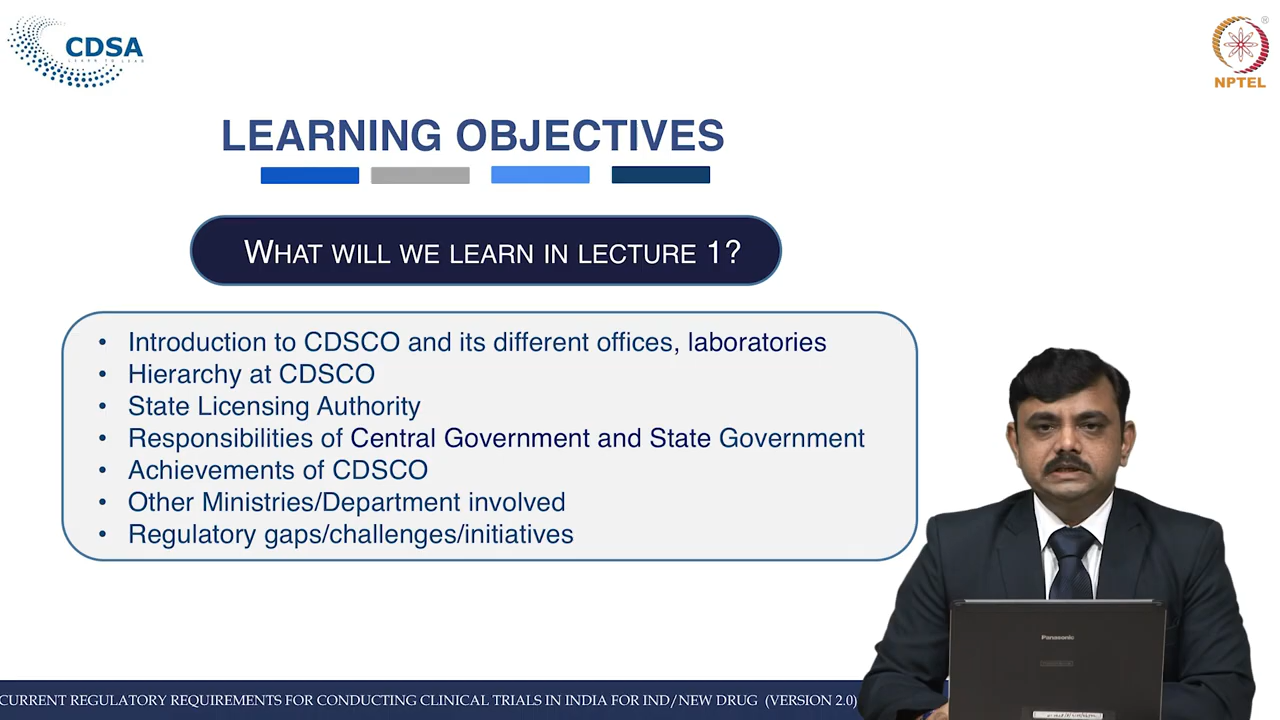 CDSA
LEARN TO LEAD
NPTEL
LEARNING OBJECTIVES
WHAT WILL WE LEARN IN LECTURE 1?
• Introduction to CDSCO and its different offices, laboratories
• Hierarchy at CDSCO
• State Licensing Authority
• Responsibilities of Central Government and State Government
• Achievements of CDSCO
• Other Ministries/Department involved
• Regulatory gaps/challenges/initiatives
Panasonic
CURRENT REGULATORY REQUIREMENTS FOR CONDUCTING CLINICAL TRIALS IN INDIA FOR IND/NEW DRUG (VERSION 2.0)